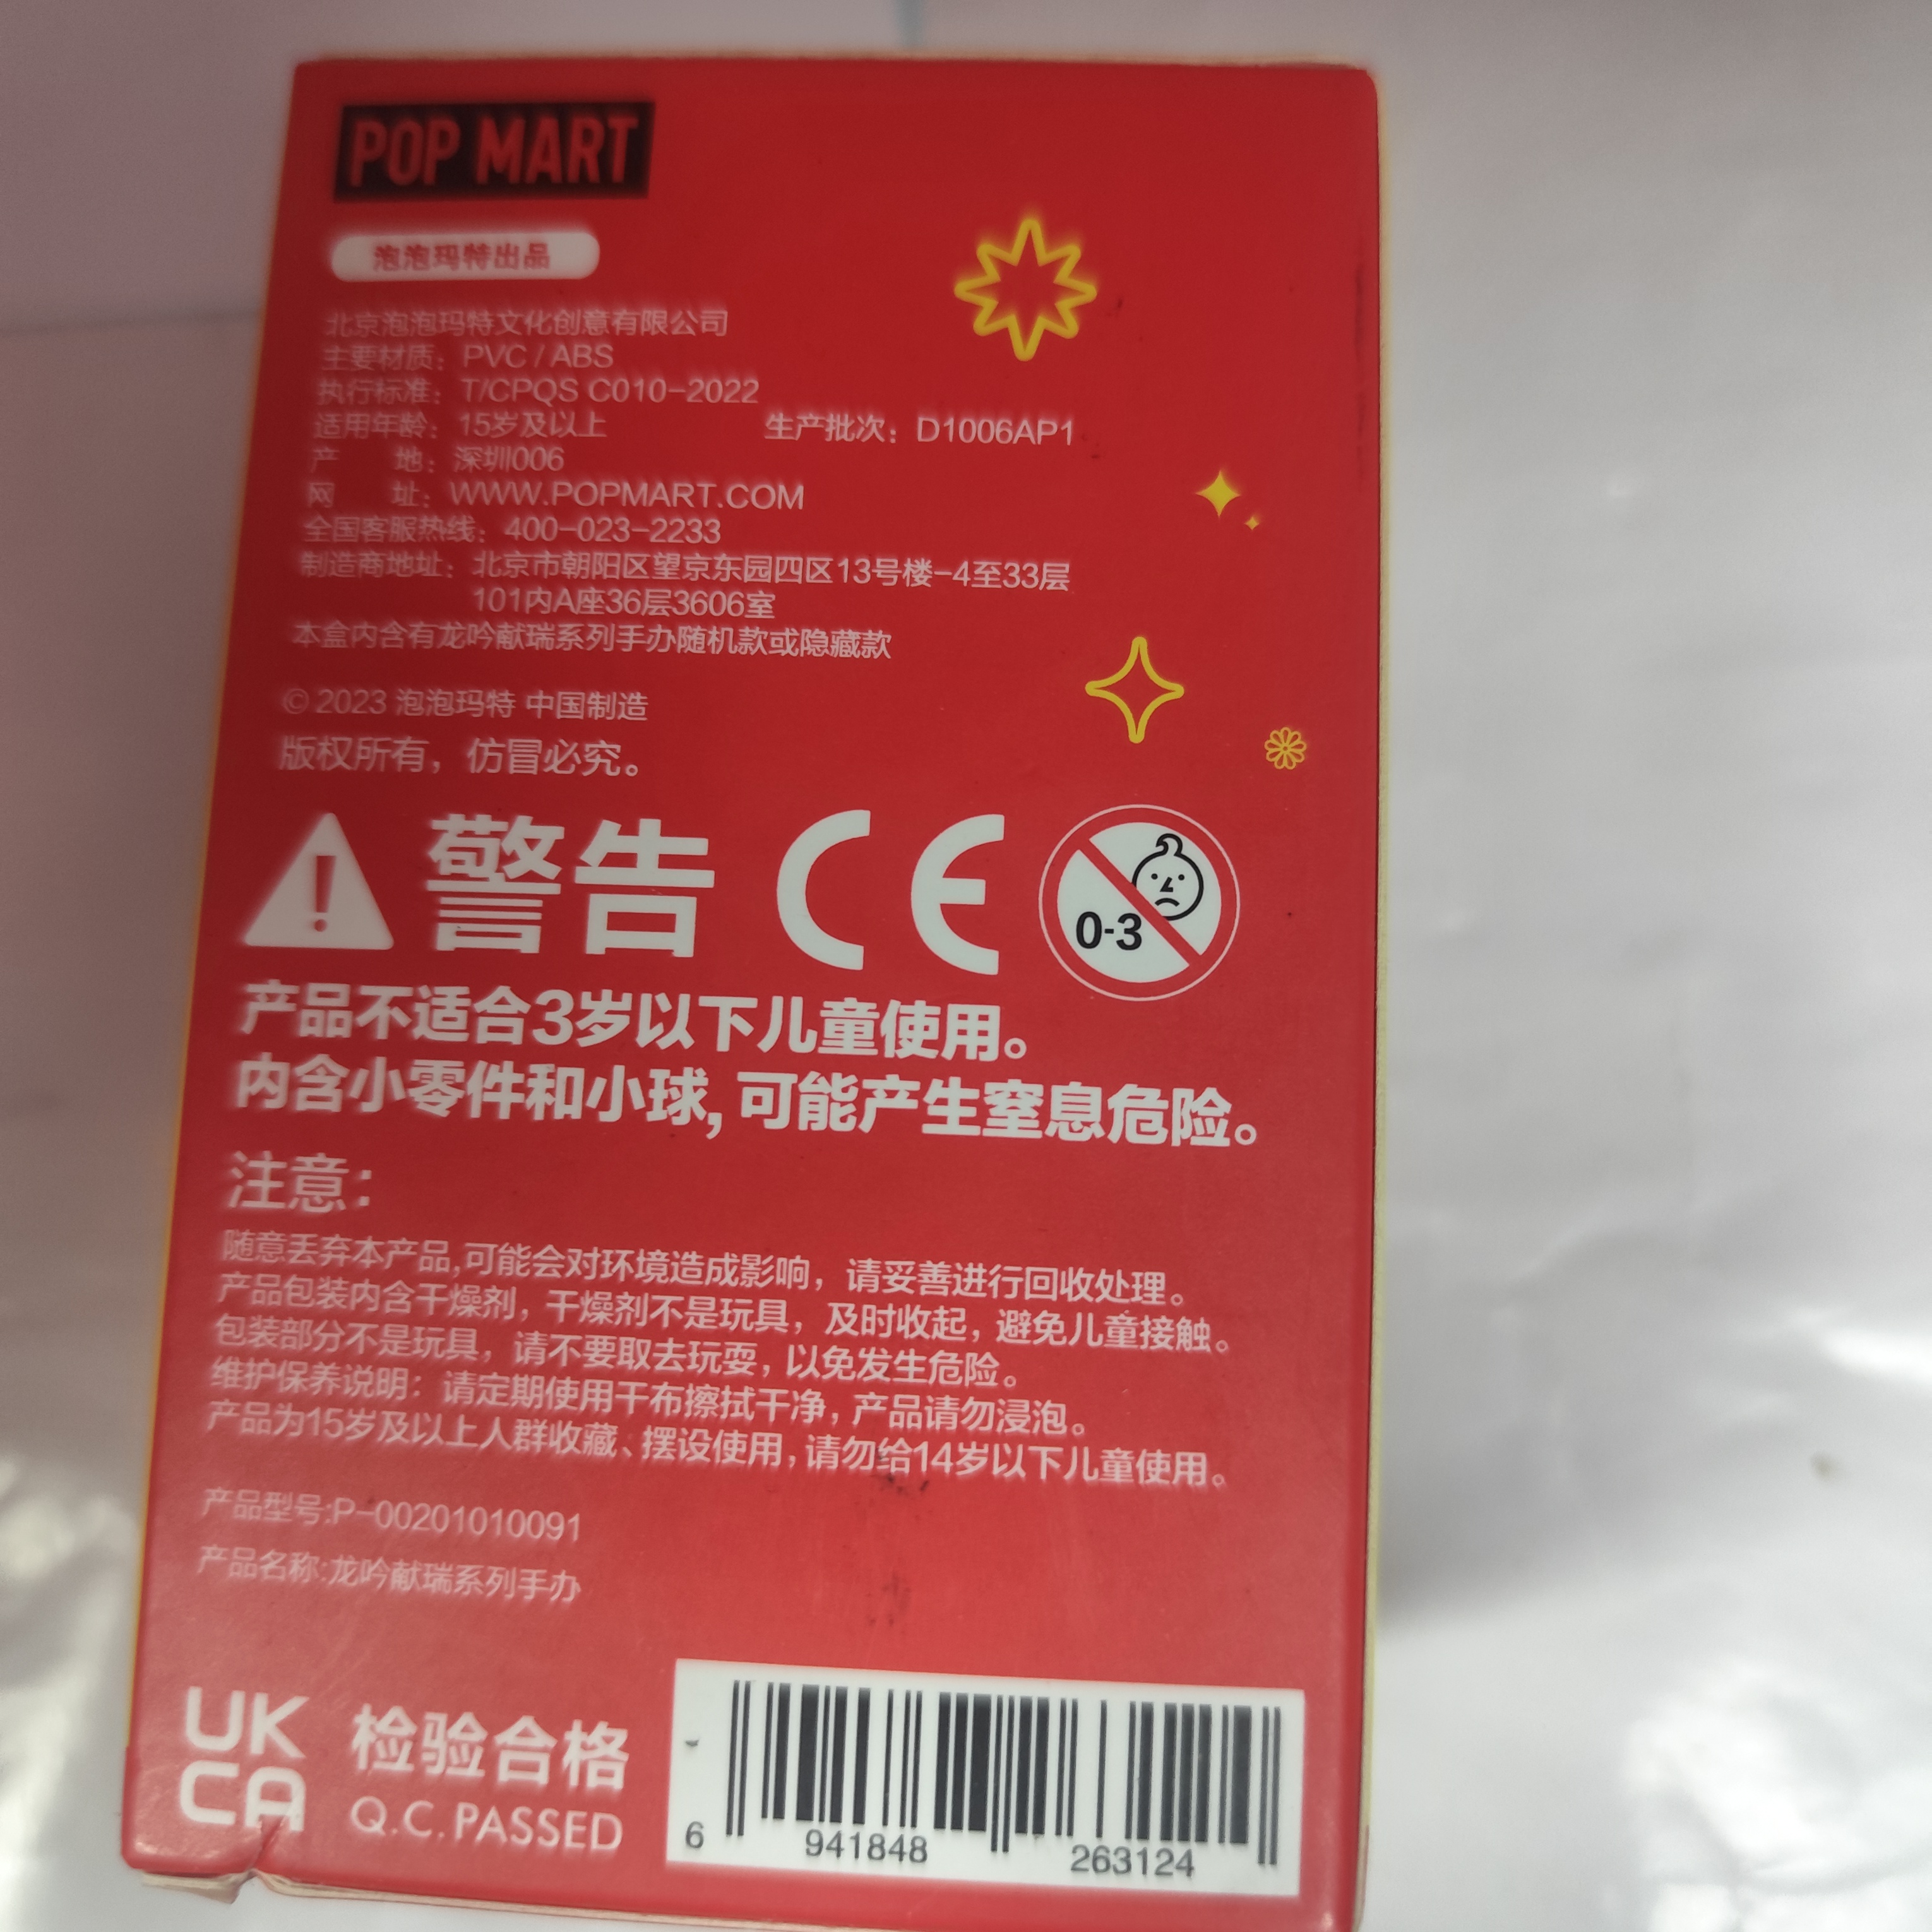 POP MART
泡泡玛特出品
北京泡泡玛特文化创意有限公司
主要材质：PVC / ABS
执行标准：T/CPQS C010-2022
适用年龄：15岁及以上 生产批次：D1006AP1
产 地：深圳006
网 址：WWW.POPMART.COM
全国客服热线：400-023-2233
制造商地址：北京市朝阳区望京东园四区13号楼-4至33层
101内A座36层3606室
本盒内含有龙吟献瑞系列手办随机款或隐藏款
© 2023 泡泡玛特 中国制造
版权所有，仿冒必究。
警告 CE 0-3
产品不适合3岁以下儿童使用。
内含小零件和小球,可能产生窒息危险。
注意：
随意丢弃本产品,可能会对环境造成影响，请妥善进行回收处理。
产品包装内含干燥剂，干燥剂不是玩具，及时收起，避免儿童接触。
包装部分不是玩具，请不要取去玩耍，以免发生危险。
维护保养说明：请定期使用干布擦拭干净，产品请勿浸泡。
产品为15岁及以上人群收藏、摆设使用，请勿给14岁以下儿童使用。
产品型号:P-00201010091
产品名称:龙吟献瑞系列手办
UK
CA
检验合格
Q.C.PASSED
6 941848 263124